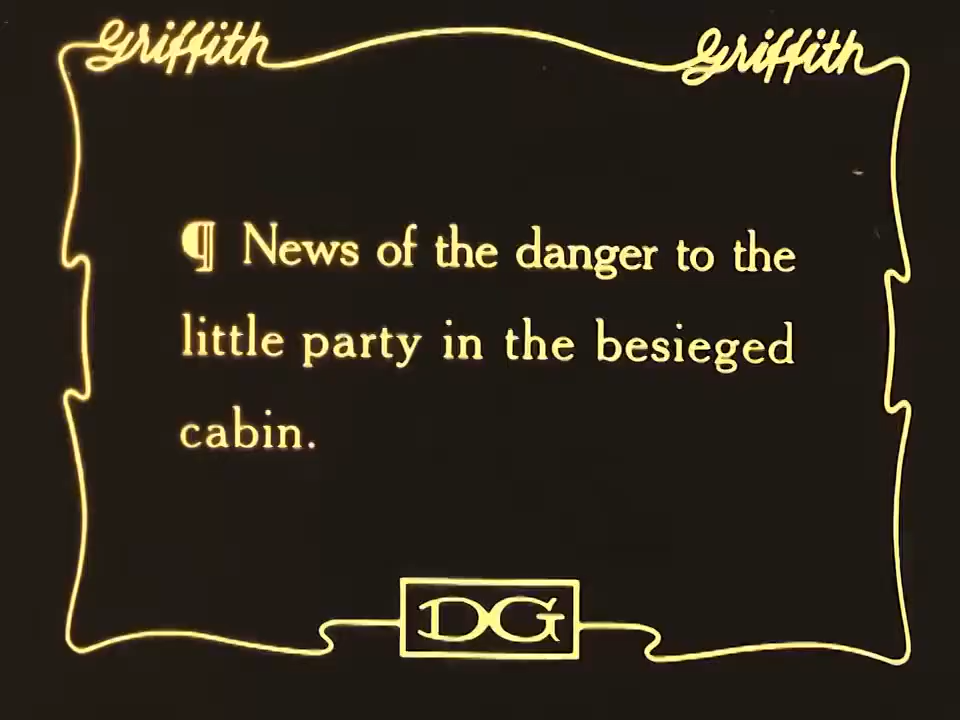 Griffith Griffith
¶ News of the danger to the
little party in the besieged
cabin.
DG